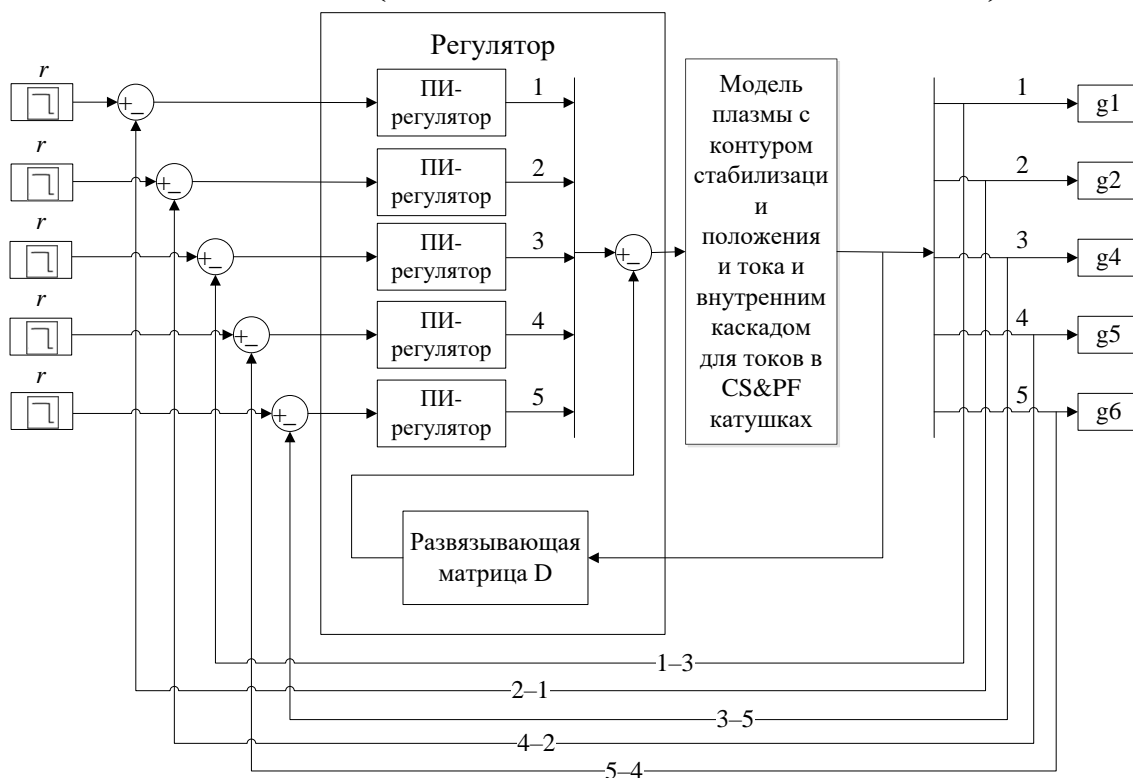 Регулятор
r
ПИ-
регулятор
1
r
ПИ-
регулятор
2
r
ПИ-
регулятор
3
r
ПИ-
регулятор
4
r
ПИ-
регулятор
5
Развязывающая
матрица D
Модель
плазмы с
контуром
стабилизаци
и
положения
и тока и
внутренним
каскадом
для токов в
CS&PF
катушках
1
g1
2
g2
3
g4
4
g5
5
g6
1–3
2–1
3–5
4–2
5–4